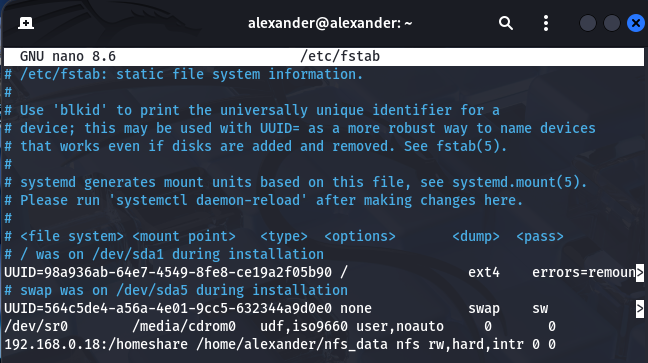 alexander@alexander: ~
GNU nano 8.6 /etc/fstab
# /etc/fstab: static file system information.
#
# Use 'blkid' to print the universally unique identifier for a
# device; this may be used with UUID= as a more robust way to name devices
# that works even if disks are added and removed. See fstab(5).
#
# systemd generates mount units based on this file, see systemd.mount(5).
# Please run 'systemctl daemon-reload' after making changes here.
#
# <file system> <mount point>   <type>  <options>       <dump>  <pass>
# / was on /dev/sda1 during installation
UUID=98a936ab-64e7-4549-8fe8-ce19a2f05b90 /               ext4    errors=remoun>
# swap was on /dev/sda5 during installation
UUID=564c5de4-a56a-4e01-9cc5-632344a9d0e0 none            swap    sw            >
/dev/sr0        /media/cdrom0   udf,iso9660 user,noauto     0       0
192.168.0.18:/homeshare /home/alexander/nfs_data nfs rw,hard,intr 0 0